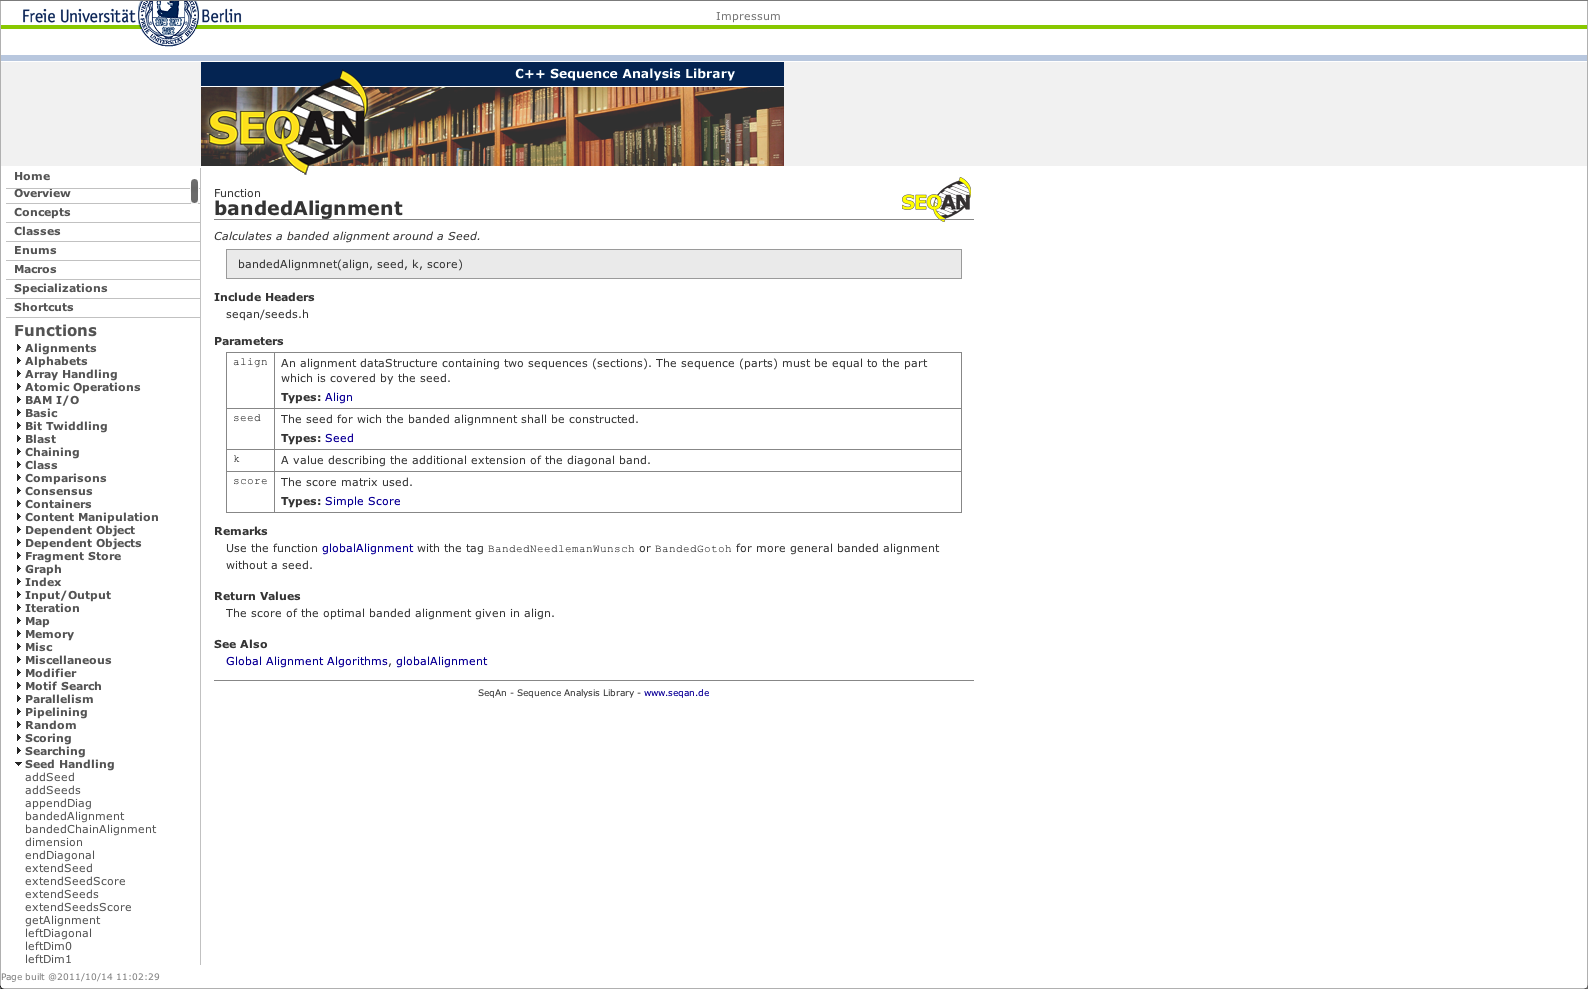 Freie Universität Berlin
Impressum
C++ Sequence Analysis Library
SEQAN
Home
Overview
Concepts
Classes
Enums
Macros
Specializations
Shortcuts
Functions
Alignments
Alphabets
Array Handling
Atomic Operations
BAM I/O
Basic
Bit Twiddling
Blast
Chaining
Class
Comparisons
Consensus
Containers
Content Manipulation
Dependent Object
Dependent Objects
Fragment Store
Graph
Index
Input/Output
Iteration
Map
Memory
Misc
Miscellaneous
Modifier
Motif Search
Parallelism
Pipelining
Random
Scoring
Searching
Seed Handling
addSeed
addSeeds
appendDiag
bandedAlignment
bandedChainAlignment
dimension
endDiagonal
extendSeed
extendSeedScore
extendSeeds
extendSeedsScore
getAlignment
leftDiagonal
leftDim0
leftDim1
Function
bandedAlignment
SEQAN
Calculates a banded alignment around a Seed.
bandedAlignmnet(align, seed, k, score)
Include Headers
seqan/seeds.h
Parameters
align An alignment dataStructure containing two sequences (sections). The sequence (parts) must be equal to the part
which is covered by the seed.
Types: Align
seed The seed for wich the banded alignmnent shall be constructed.
Types: Seed
k A value describing the additional extension of the diagonal band.
score The score matrix used.
Types: Simple Score
Remarks
Use the function globalAlignment with the tag BandedNeedlemanWunsch or BandedGotoh for more general banded alignment
without a seed.
Return Values
The score of the optimal banded alignment given in align.
See Also
Global Alignment Algorithms, globalAlignment
SeqAn - Sequence Analysis Library - www.seqan.de
Page built @2011/10/14 11:02:29